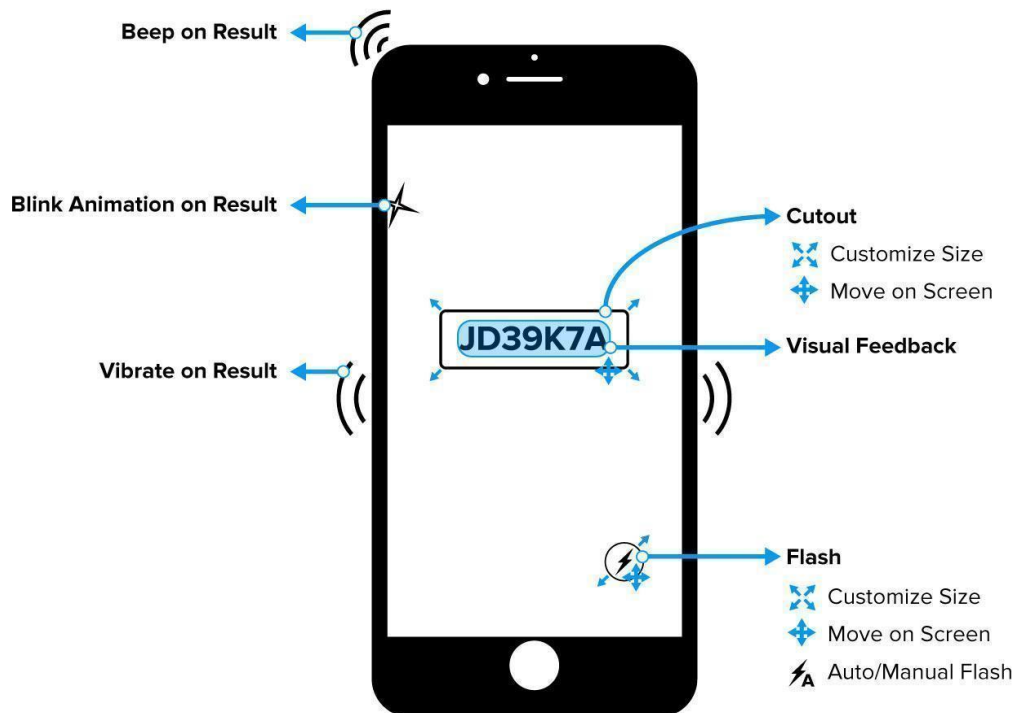 Beep on Result
Blink Animation on Result
Cutout
Customize Size
Move on Screen
JD39K7A
Visual Feedback
Vibrate on Result
Flash
Customize Size
Move on Screen
A Auto/Manual Flash